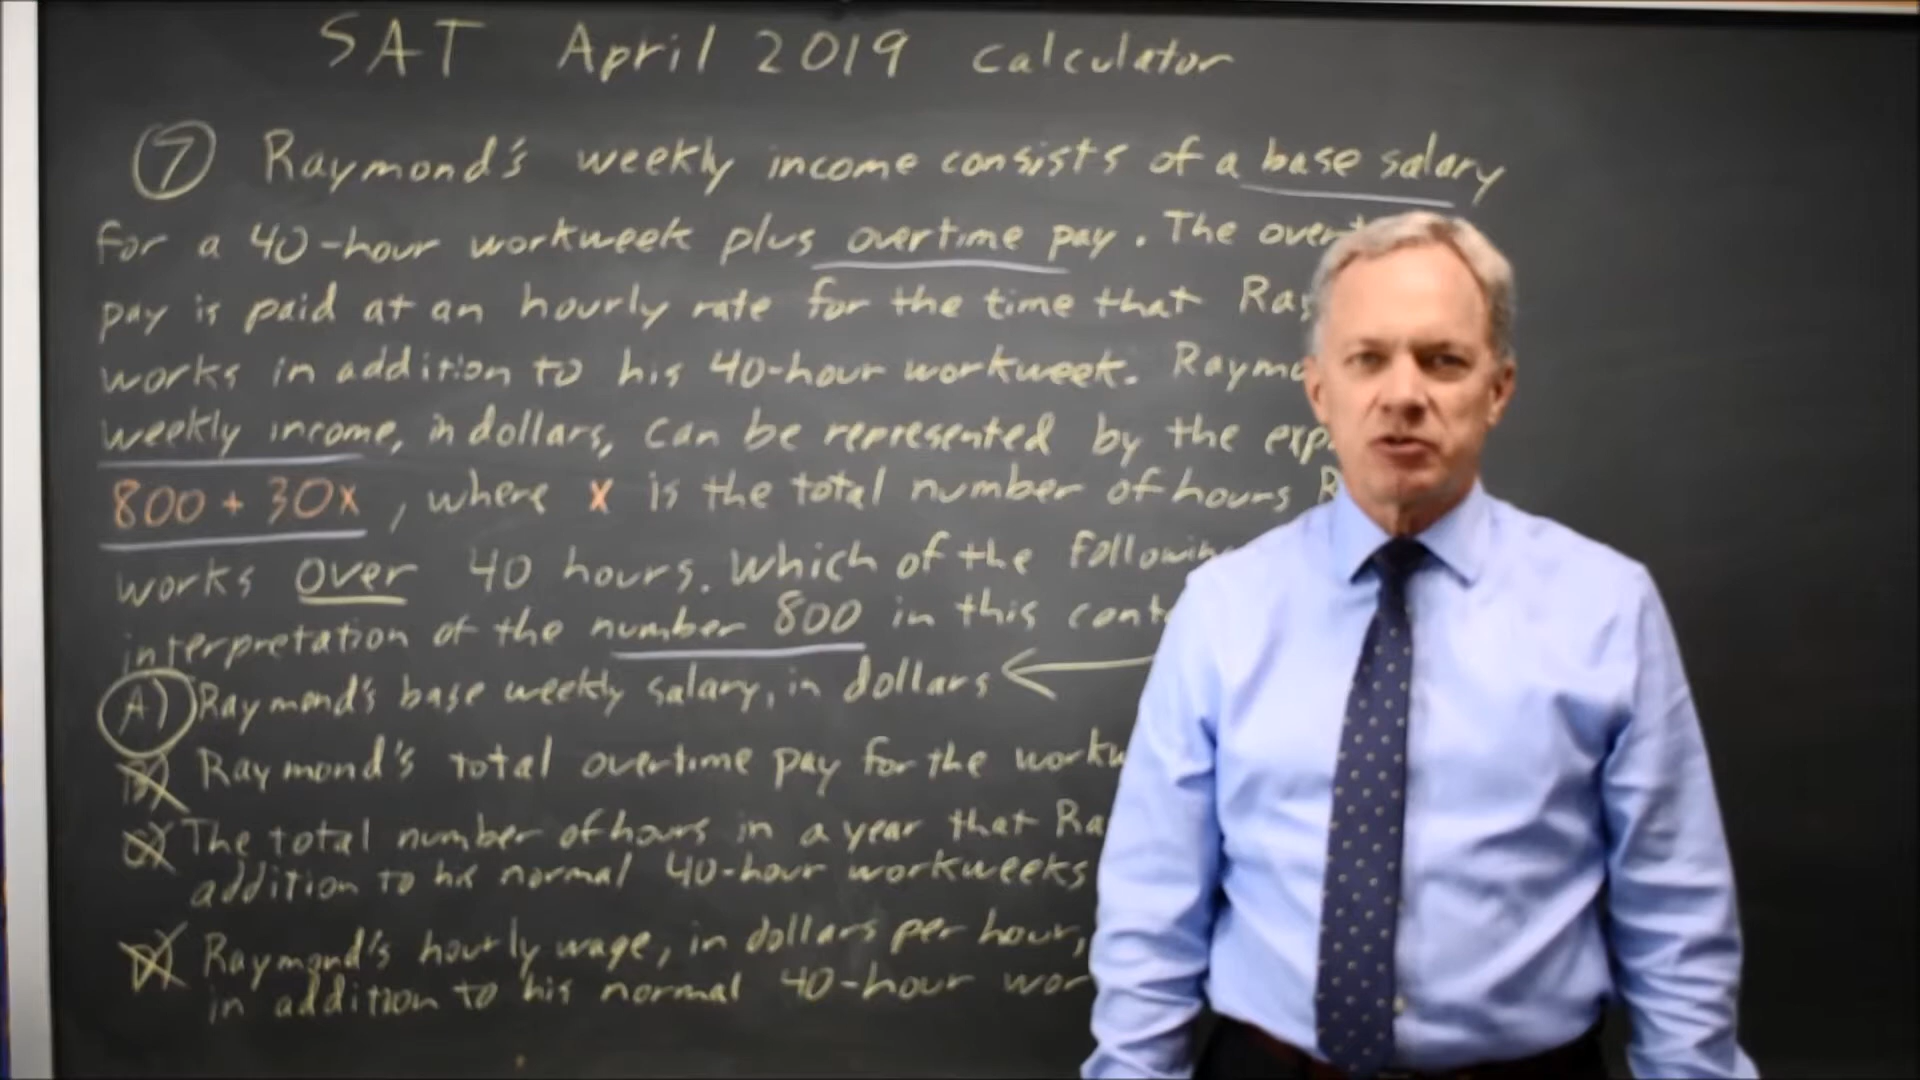 SAT April 2019 Calculator
7 Raymond's weekly income consists of a base salary
for a 40-hour workweek plus overtime pay. The overt
pay is paid at an hourly rate for the time that Ray
works in addition to his 40-hour workweek. Raymo
weekly income, in dollars, can be represented by the exp
800 + 30x, where x is the total number of hours R
works over 40 hours. Which of the following
interpretation of the number 800 in this cont
A) Raymond's base weekly salary, in dollars
B) Raymond's total overtime pay for the workw
C) The total number of hours in a year that Ra
addition to his normal 40-hour workweeks
D) Raymond's hourly wage, in dollars per hour,
in addition to his normal 40-hour wor